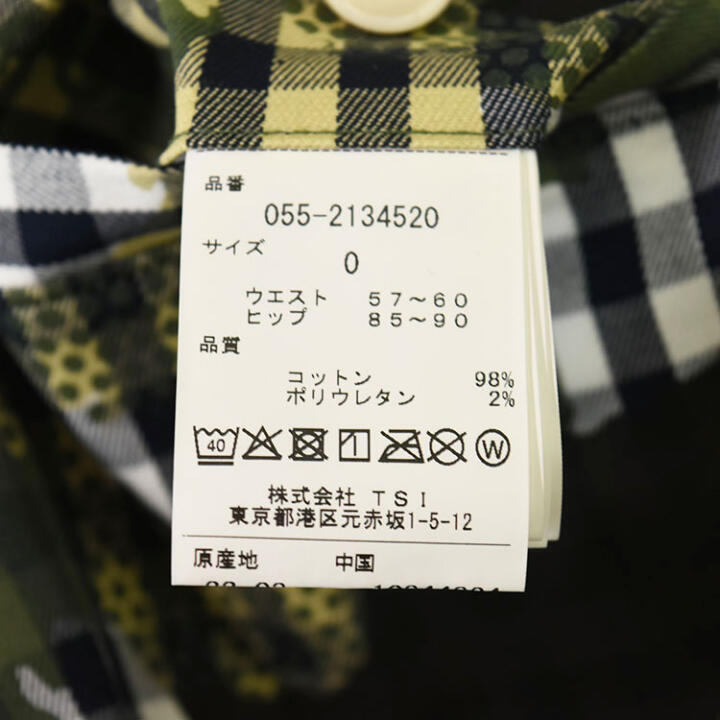 品番
055-2134520
サイズ
0
ウエスト 57～60
ヒップ 85～90
品質
コットン 98%
ポリウレタン 2%
40 W
株式会社 TSI
東京都港区元赤坂1-5-12
原産地 中国